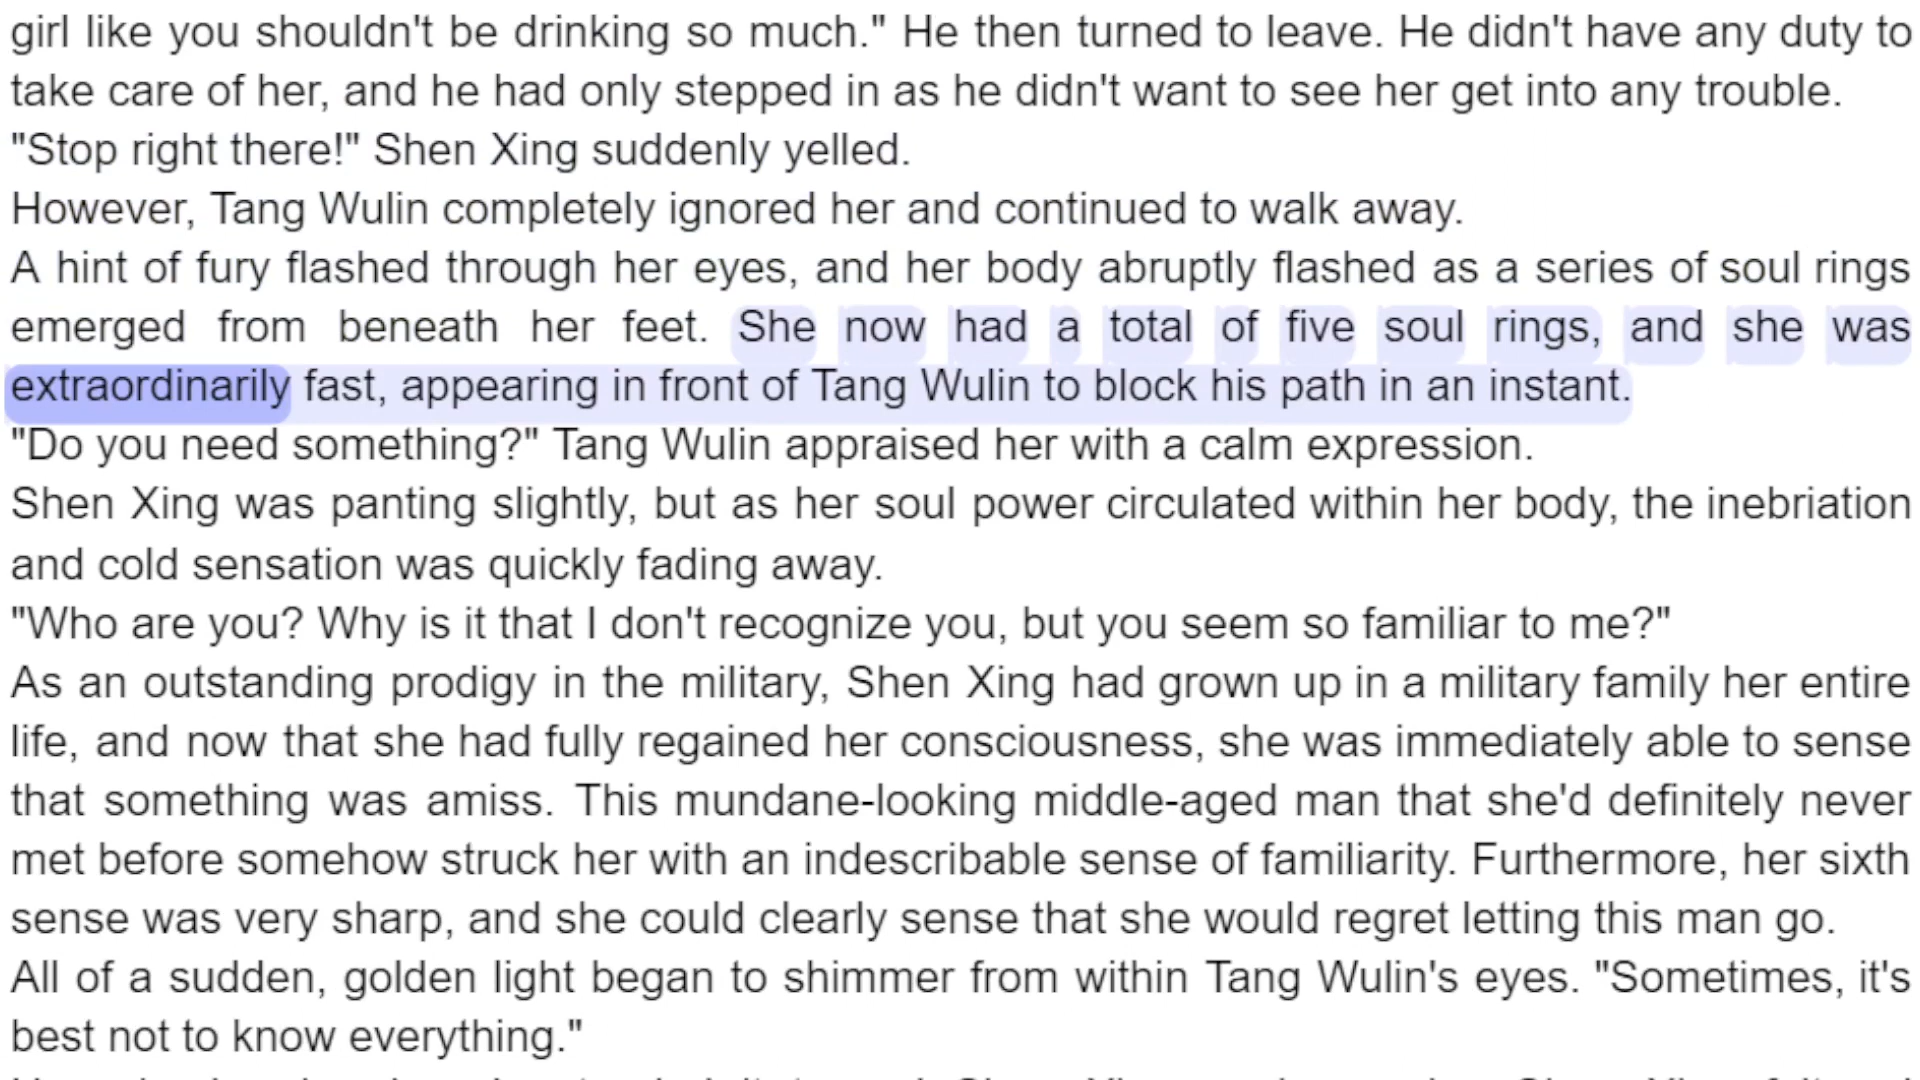 girl like you shouldn't be drinking so much." He then turned to leave. He didn't have any duty to
take care of her, and he had only stepped in as he didn't want to see her get into any trouble.
"Stop right there!" Shen Xing suddenly yelled.
However, Tang Wulin completely ignored her and continued to walk away.
A hint of fury flashed through her eyes, and her body abruptly flashed as a series of soul rings
emerged from beneath her feet. She now had a total of five soul rings, and she was
extraordinarily fast, appearing in front of Tang Wulin to block his path in an instant.
"Do you need something?" Tang Wulin appraised her with a calm expression.
Shen Xing was panting slightly, but as her soul power circulated within her body, the inebriation
and cold sensation was quickly fading away.
"Who are you? Why is it that I don't recognize you, but you seem so familiar to me?"
As an outstanding prodigy in the military, Shen Xing had grown up in a military family her entire
life, and now that she had fully regained her consciousness, she was immediately able to sense
that something was amiss. This mundane-looking middle-aged man that she'd definitely never
met before somehow struck her with an indescribable sense of familiarity. Furthermore, her sixth
sense was very sharp, and she could clearly sense that she would regret letting this man go.
All of a sudden, golden light began to shimmer from within Tang Wulin's eyes. "Sometimes, it's
best not to know everything."